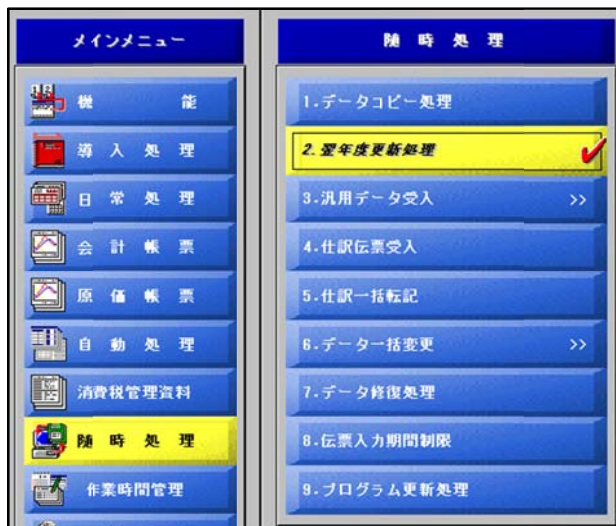 メインメニュー
機能
導入処理
日常処理
会計帳票
原価帳票
自動処理
消費税管理資料
随時処理
作業時間管理
随時処理
1.データコピー処理
2.翌年度更新処理
3.汎用データ受入 >>
4.仕訳伝票受入
5.仕訳一括転記
6.データ一括変更 >>
7.データ修復処理
8.伝票入力期間制限
9.プログラム更新処理